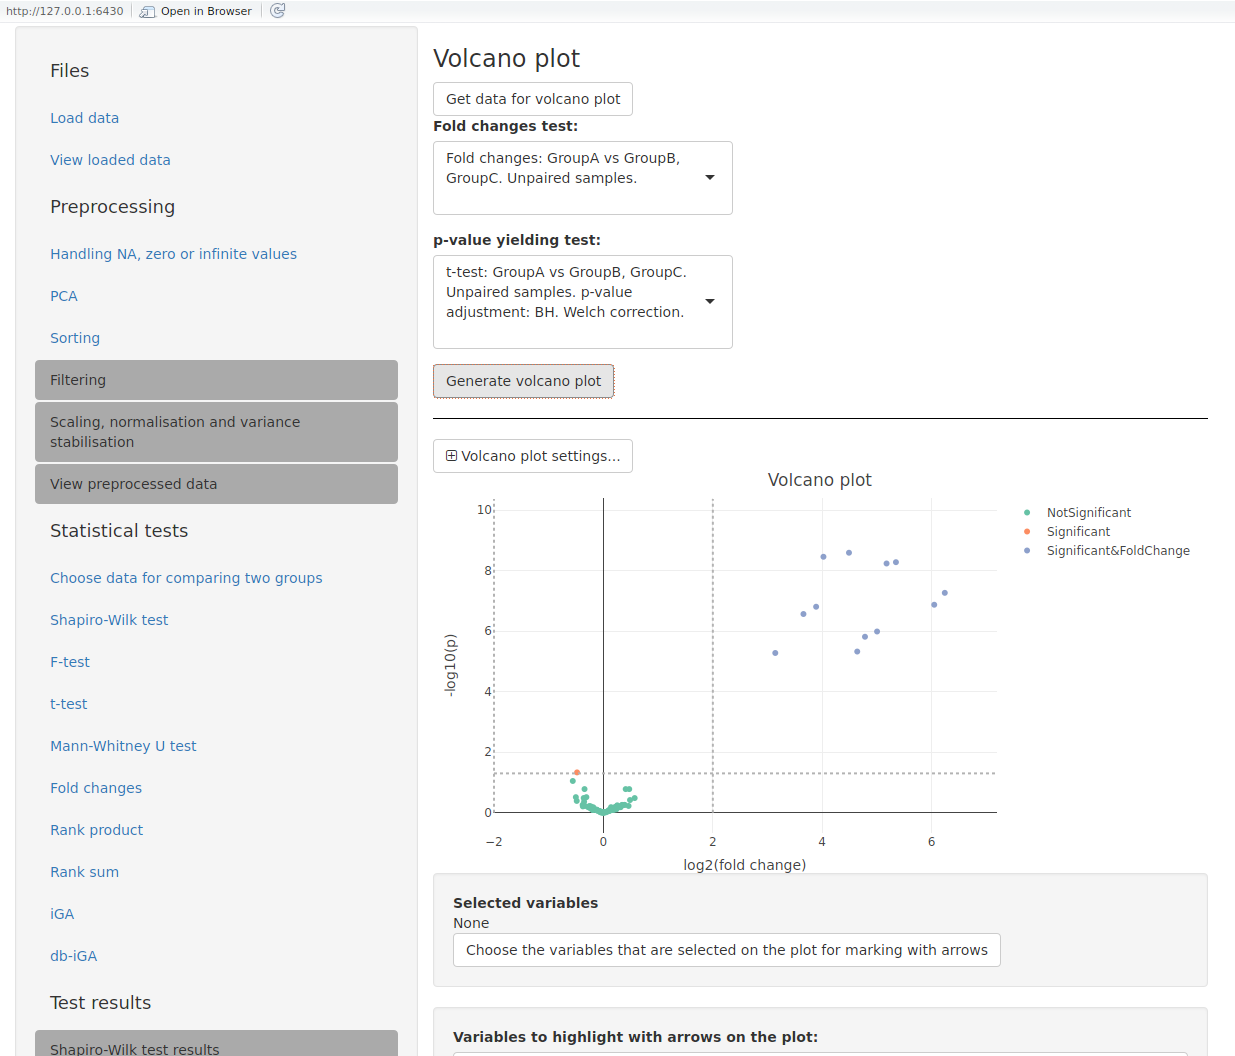 http://127.0.0.1:6430 Open in Browser
Files
Load data
View loaded data
Preprocessing
Handling NA, zero or infinite values
PCA
Sorting
Filtering
Scaling, normalisation and variance
stabilisation
View preprocessed data
Statistical tests
Choose data for comparing two groups
Shapiro-Wilk test
F-test
t-test
Mann-Whitney U test
Fold changes
Rank product
Rank sum
iGA
db-iGA
Test results
Shapiro-Wilk test results
Volcano plot
Get data for volcano plot
Fold changes test:
Fold changes: GroupA vs GroupB,
GroupC. Unpaired samples.
p-value yielding test:
t-test: GroupA vs GroupB, GroupC.
Unpaired samples. p-value
adjustment: BH. Welch correction.
Generate volcano plot
Volcano plot settings...
Volcano plot
10
8
6
4
2
0
-log10(p)
−2 0 2 4 6
log2(fold change)
NotSignificant
Significant
Significant&FoldChange
Selected variables
None
Choose the variables that are selected on the plot for marking with arrows
Variables to highlight with arrows on the plot: